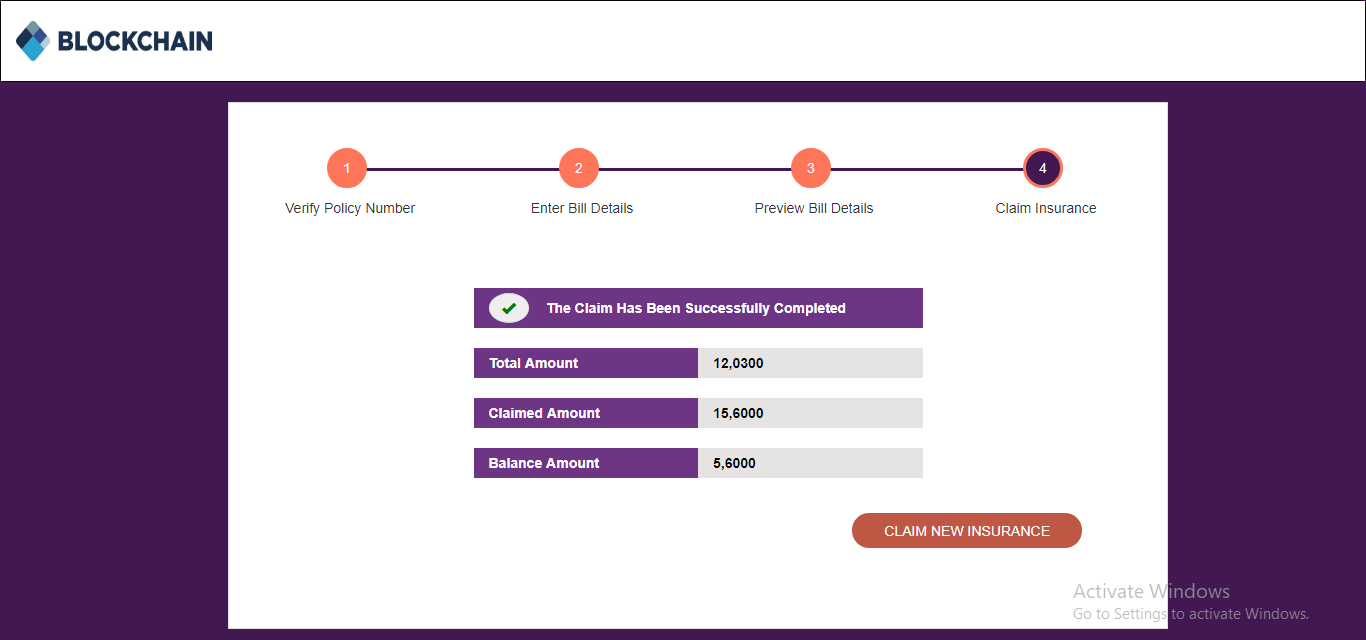 BLOCKCHAIN
1 2 3 4
Verify Policy Number Enter Bill Details Preview Bill Details Claim Insurance
The Claim Has Been Successfully Completed
Total Amount 12,0300
Claimed Amount 15,6000
Balance Amount 5,6000
CLAIM NEW INSURANCE
Activate Windows
Go to Settings to activate Windows.